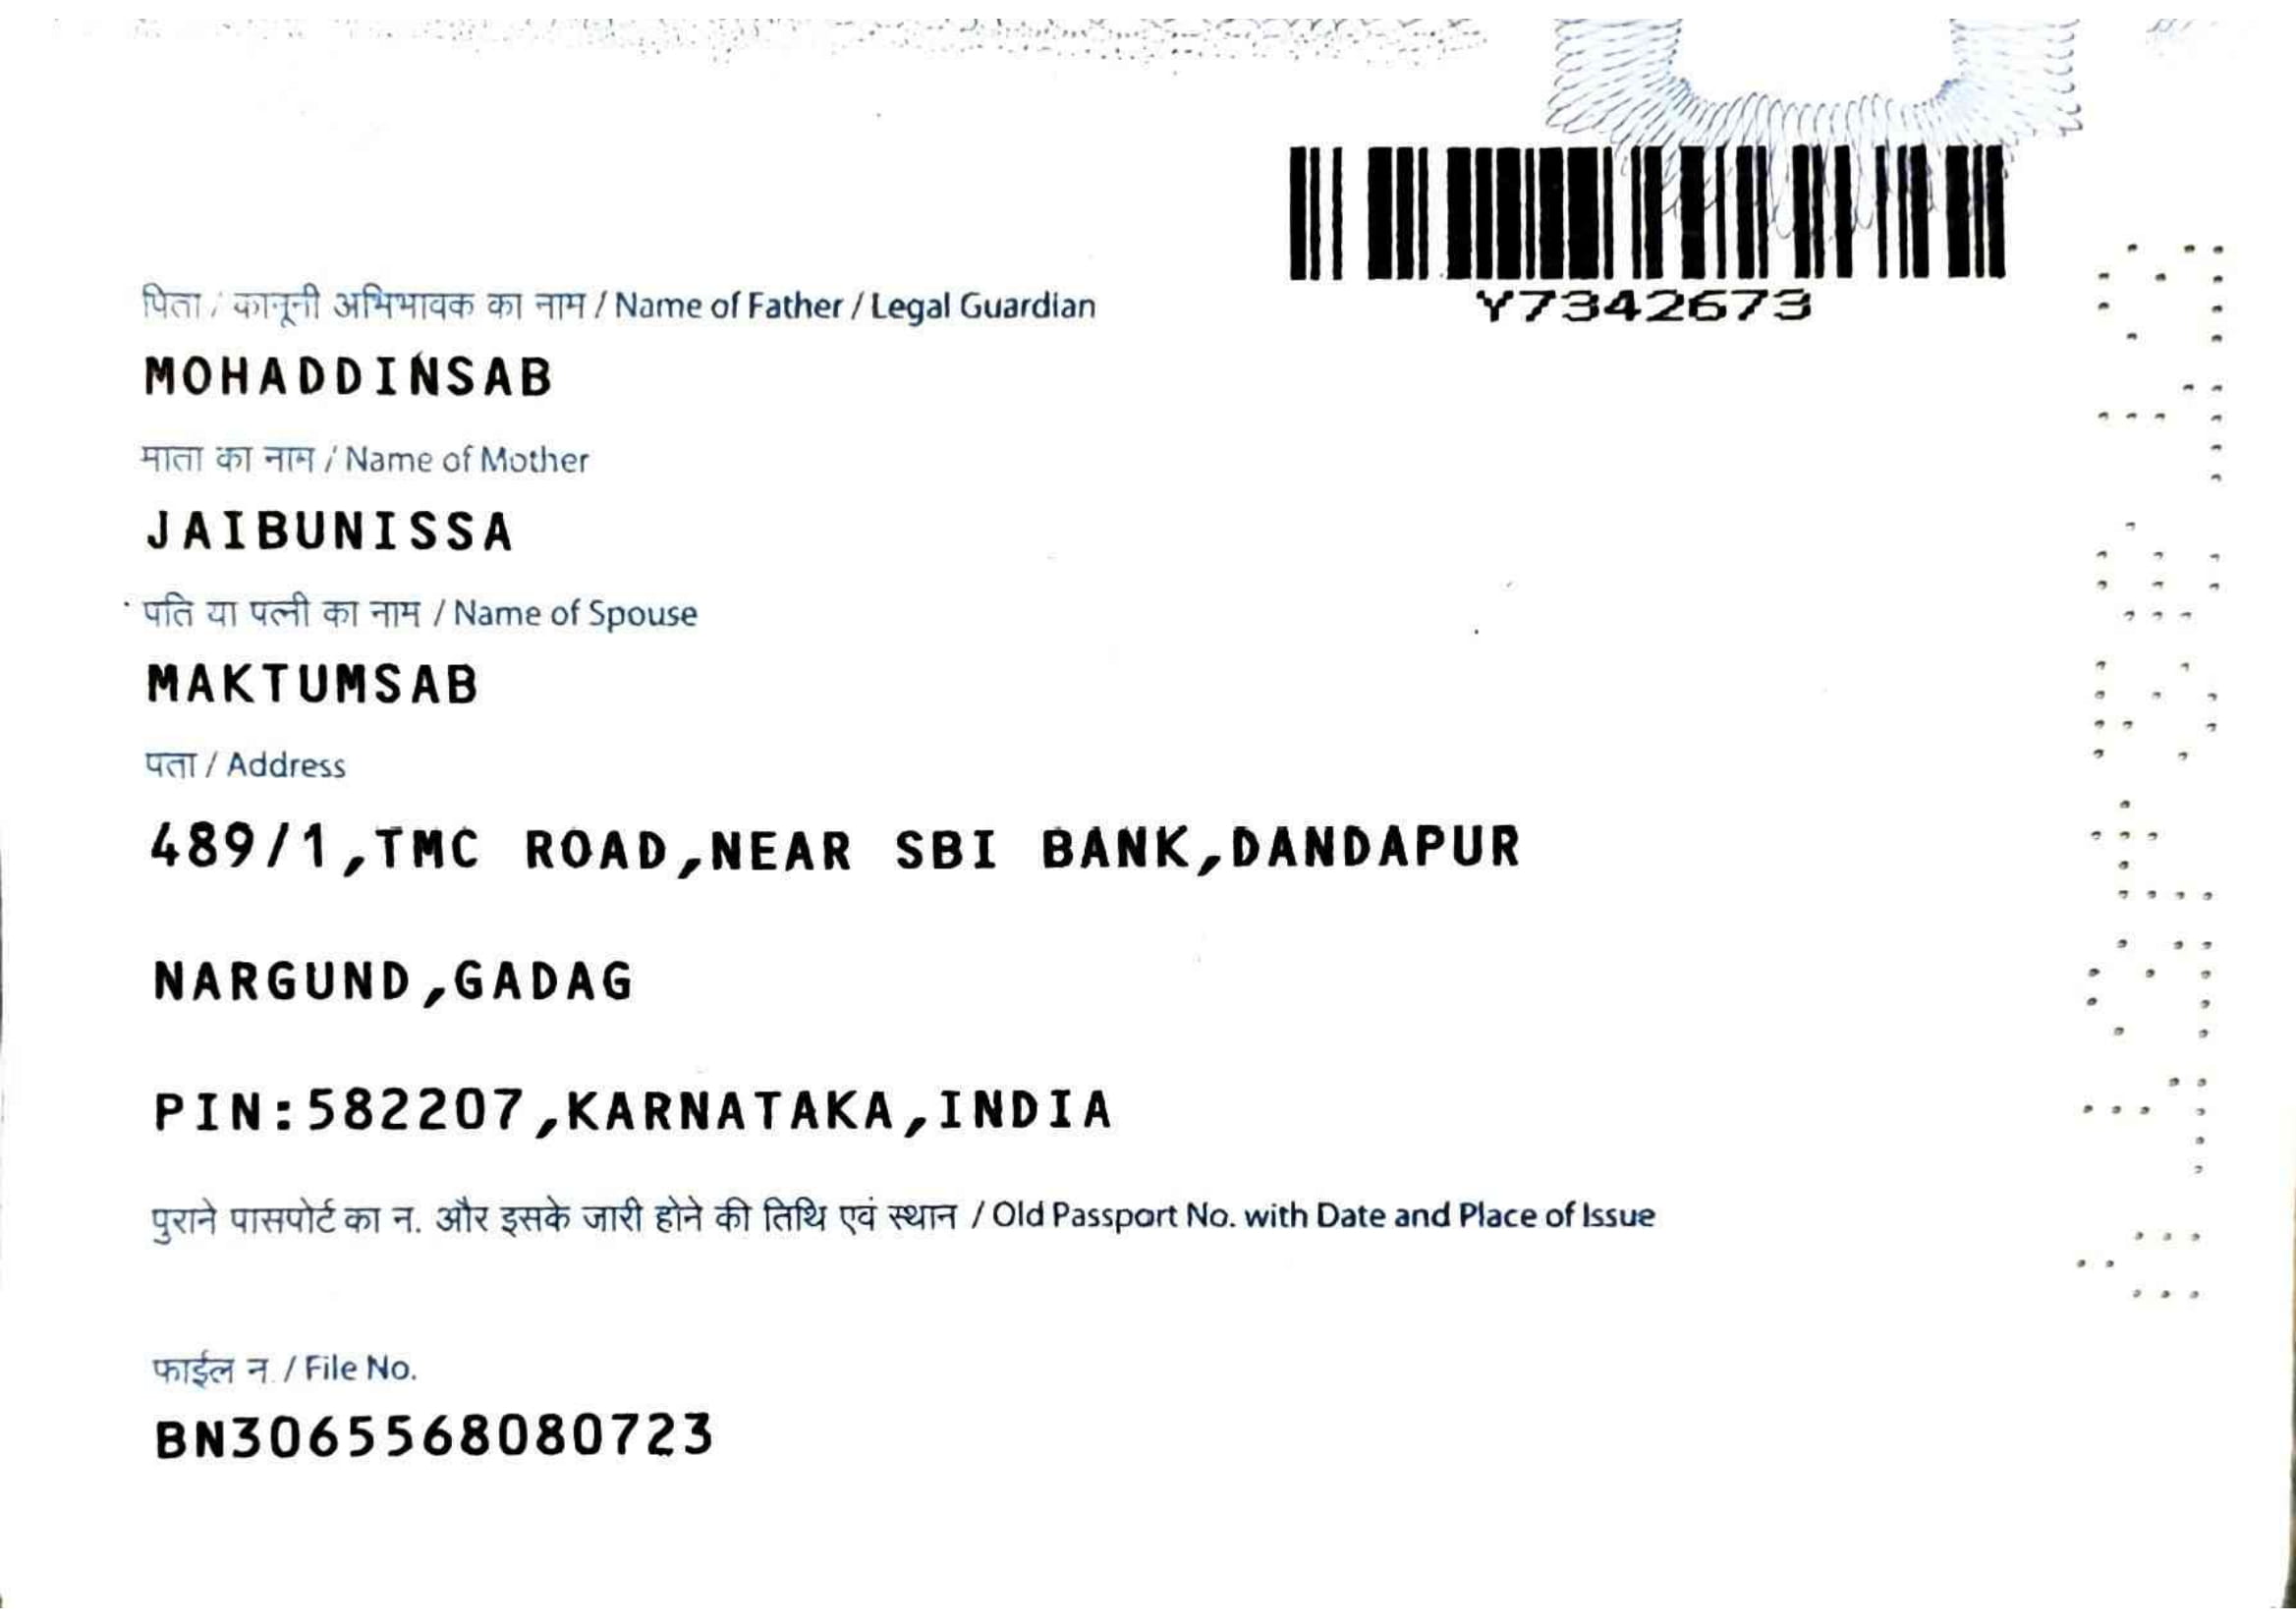 Y7342673
पिता / कानूनी अभिभावक का नाम / Name of Father / Legal Guardian
MOHADDINSAB
माता का नाम / Name of Mother
JAIBUNISSA
पति या पत्नी का नाम / Name of Spouse
MAKTUMSAB
पता / Address
489/1,TMC ROAD,NEAR SBI BANK,DANDAPUR
NARGUND,GADAG
PIN:582207,KARNATAKA,INDIA
पुराने पासपोर्ट का न. और इसके जारी होने की तिथि एवं स्थान / Old Passport No. with Date and Place of Issue
फाईल न. / File No.
BN3065568080723